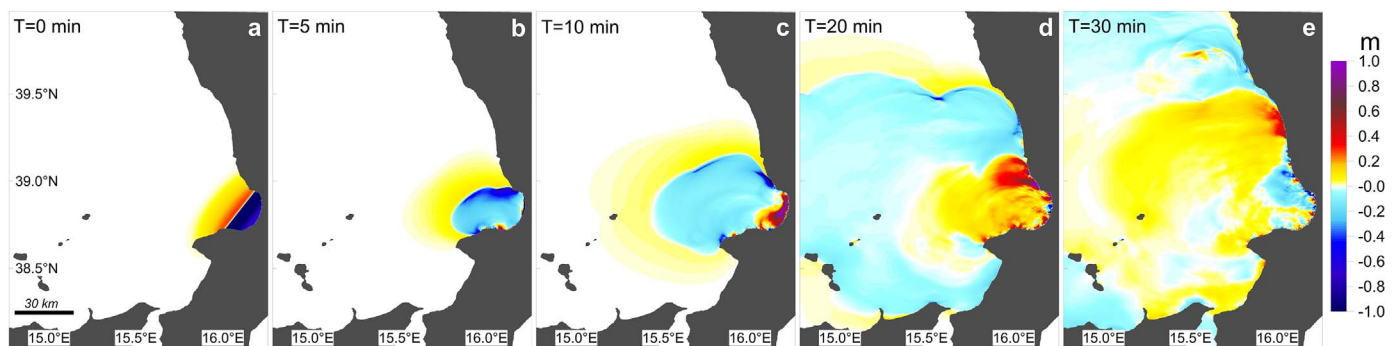 T=0 min a
T=5 min b
T=10 min c
T=20 min d
T=30 min e
m
1.0
0.8
0.6
0.4
0.2
-0.0
-0.2
-0.4
-0.6
-0.8
-1.0
39.5°N
39.0°N
38.5°N
30 km
15.0°E 15.5°E 16.0°E
15.0°E 15.5°E 16.0°E
15.0°E 15.5°E 16.0°E
15.0°E 15.5°E 16.0°E
15.0°E 15.5°E 16.0°E